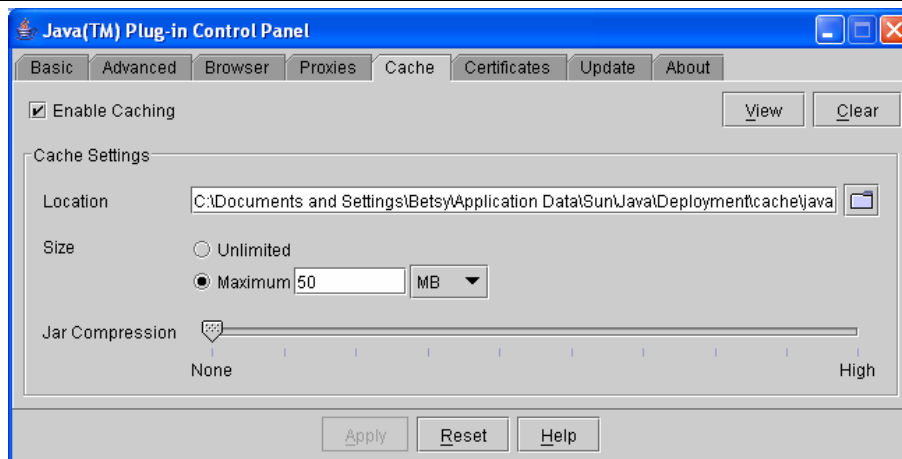 Java(TM) Plug-in Control Panel
Basic Advanced Browser Proxies Cache Certificates Update About
Enable Caching View Clear
Cache Settings
Location C:\Documents and Settings\Betsy\Application Data\Sun\Java\Deployment\cache\java
Size Unlimited
Maximum 50 MB
Jar Compression
None High
Apply Reset Help